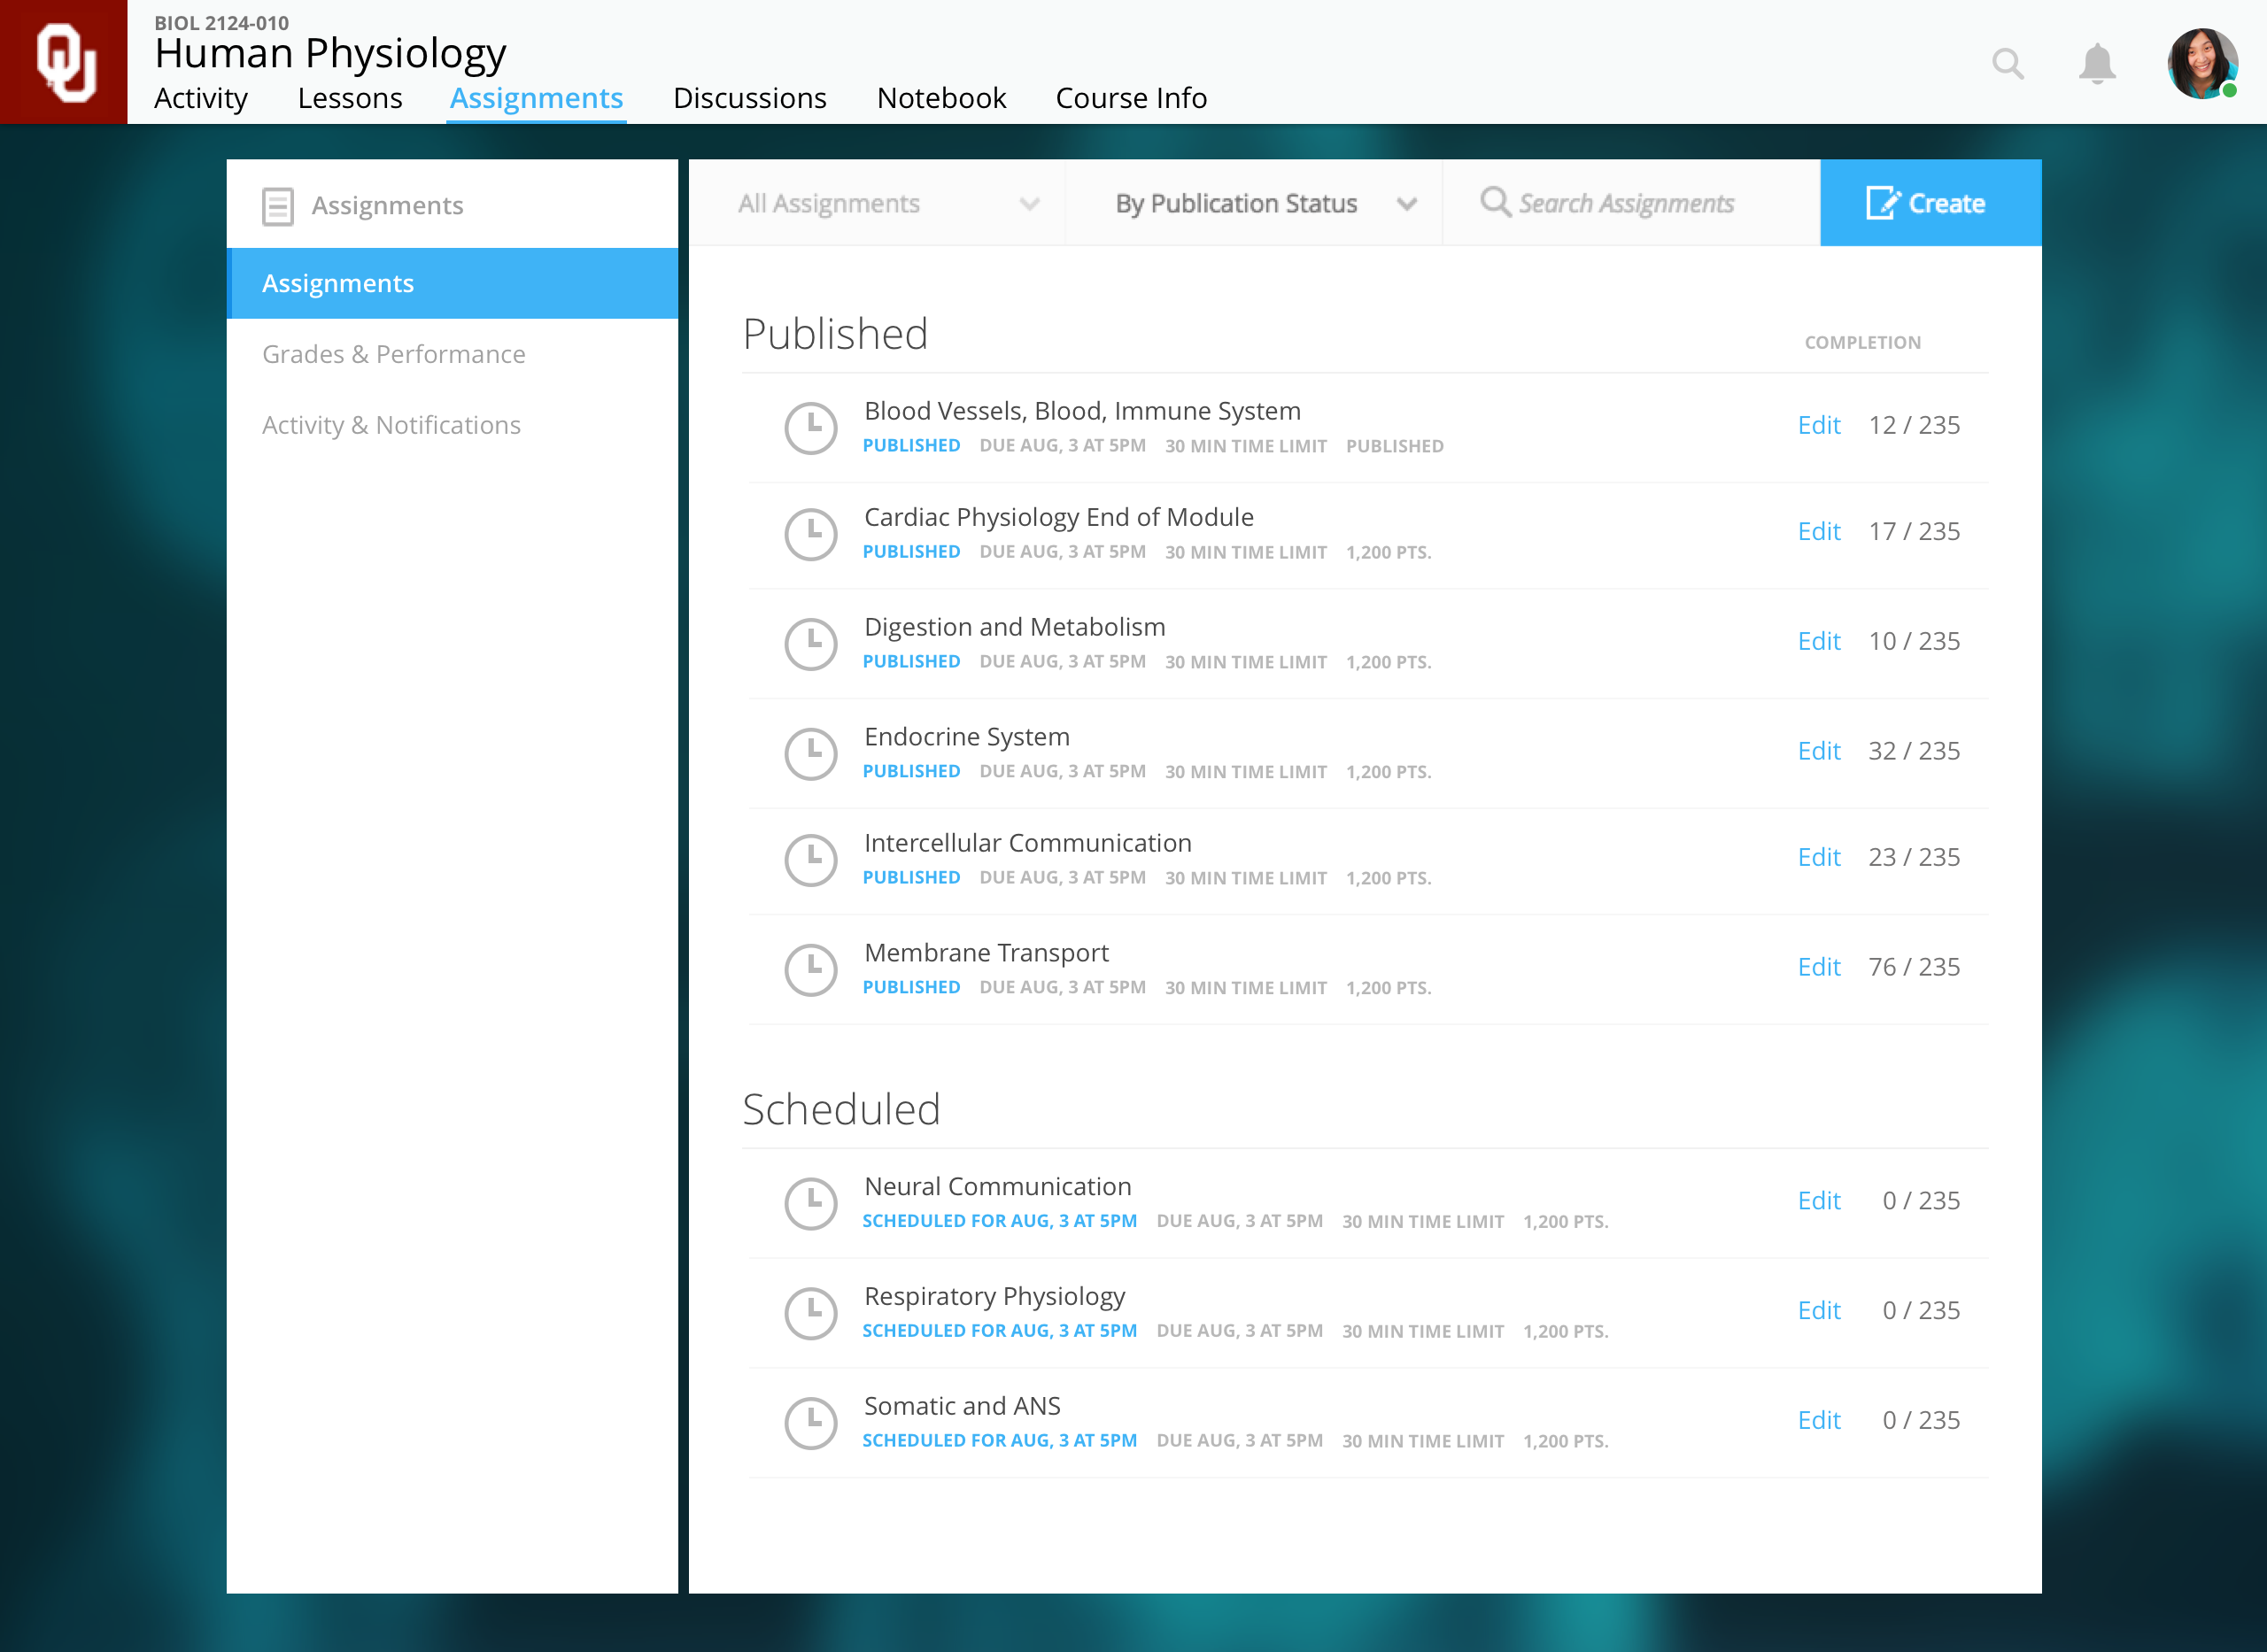 BIOL 2124-010
Human Physiology
Activity Lessons Assignments Discussions Notebook Course Info
OU
Assignments
Assignments
Grades & Performance
Activity & Notifications
All Assignments By Publication Status Search Assignments Create
Published COMPLETION
Blood Vessels, Blood, Immune System
PUBLISHED DUE AUG, 3 AT 5PM 30 MIN TIME LIMIT PUBLISHED
Edit 12 / 235
Cardiac Physiology End of Module
PUBLISHED DUE AUG, 3 AT 5PM 30 MIN TIME LIMIT 1,200 PTS.
Edit 17 / 235
Digestion and Metabolism
PUBLISHED DUE AUG, 3 AT 5PM 30 MIN TIME LIMIT 1,200 PTS.
Edit 10 / 235
Endocrine System
PUBLISHED DUE AUG, 3 AT 5PM 30 MIN TIME LIMIT 1,200 PTS.
Edit 32 / 235
Intercellular Communication
PUBLISHED DUE AUG, 3 AT 5PM 30 MIN TIME LIMIT 1,200 PTS.
Edit 23 / 235
Membrane Transport
PUBLISHED DUE AUG, 3 AT 5PM 30 MIN TIME LIMIT 1,200 PTS.
Edit 76 / 235
Scheduled
Neural Communication
SCHEDULED FOR AUG, 3 AT 5PM DUE AUG, 3 AT 5PM 30 MIN TIME LIMIT 1,200 PTS.
Edit 0 / 235
Respiratory Physiology
SCHEDULED FOR AUG, 3 AT 5PM DUE AUG, 3 AT 5PM 30 MIN TIME LIMIT 1,200 PTS.
Edit 0 / 235
Somatic and ANS
SCHEDULED FOR AUG, 3 AT 5PM DUE AUG, 3 AT 5PM 30 MIN TIME LIMIT 1,200 PTS.
Edit 0 / 235